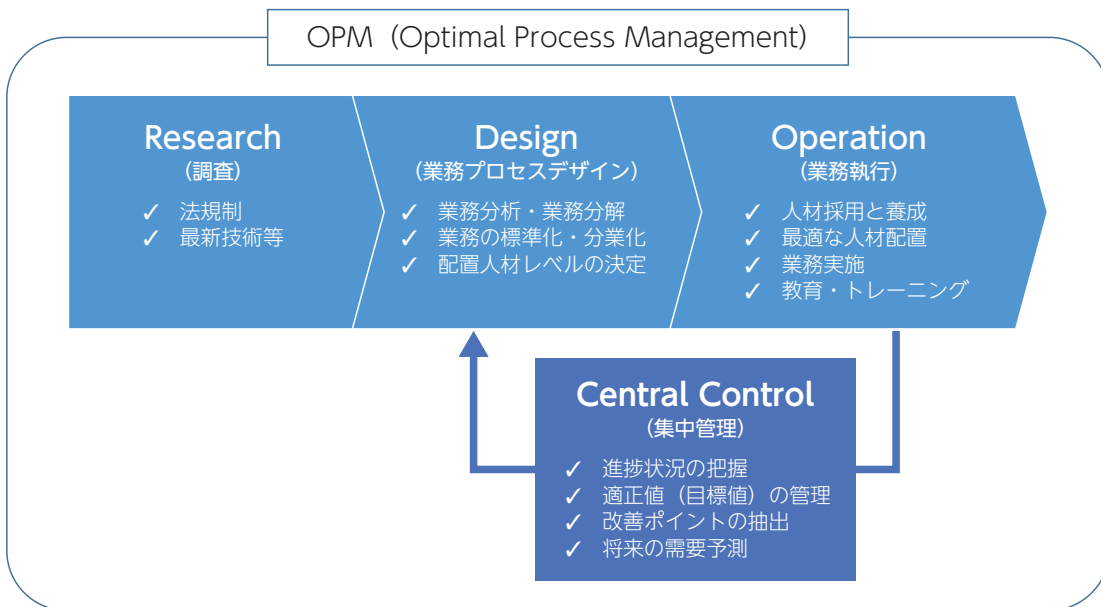 OPM (Optimal Process Management)
Research
（調査）
✓ 法規制
✓ 最新技術等
Design
（業務プロセスデザイン）
✓ 業務分析・業務分解
✓ 業務の標準化・分業化
✓ 配置人材レベルの決定
Operation
（業務執行）
✓ 人材採用と養成
✓ 最適な人材配置
✓ 業務実施
✓ 教育・トレーニング
Central Control
（集中管理）
✓ 進捗状況の把握
✓ 適正値（目標値）の管理
✓ 改善ポイントの抽出
✓ 将来の需要予測